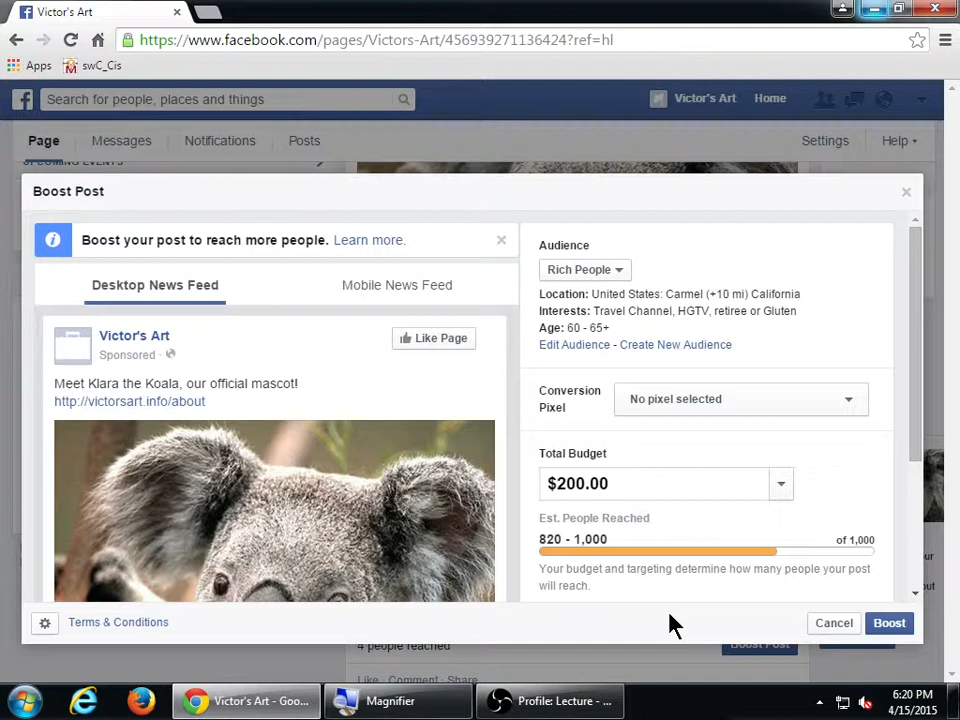 Victor's Art
https://www.facebook.com/pages/Victors-Art/456939271136424?ref=hl
Apps swC_Cis
Search for people, places and things
Victor's Art Home
Page Messages Notifications Posts Settings Help
UPCOMING EVENTS
Boost Post
Boost your post to reach more people. Learn more.
Desktop News Feed Mobile News Feed
Victor's Art
Sponsored ·
Like Page
Meet Klara the Koala, our official mascot!
http://victorsart.info/about
Audience
Rich People
Location: United States: Carmel (+10 mi) California
Interests: Travel Channel, HGTV, retiree or Gluten
Age: 60 - 65+
Edit Audience - Create New Audience
Conversion
Pixel
No pixel selected
Total Budget
$200.00
Est. People Reached
820 - 1,000 of 1,000
Your budget and targeting determine how many people your post
will reach.
Terms & Conditions
Cancel Boost
4 people reached Boost Post
Like · Comment · Share
Victor's Art - Goo... Magnifier Profile: Lecture - ...
6:20 PM
4/15/2015